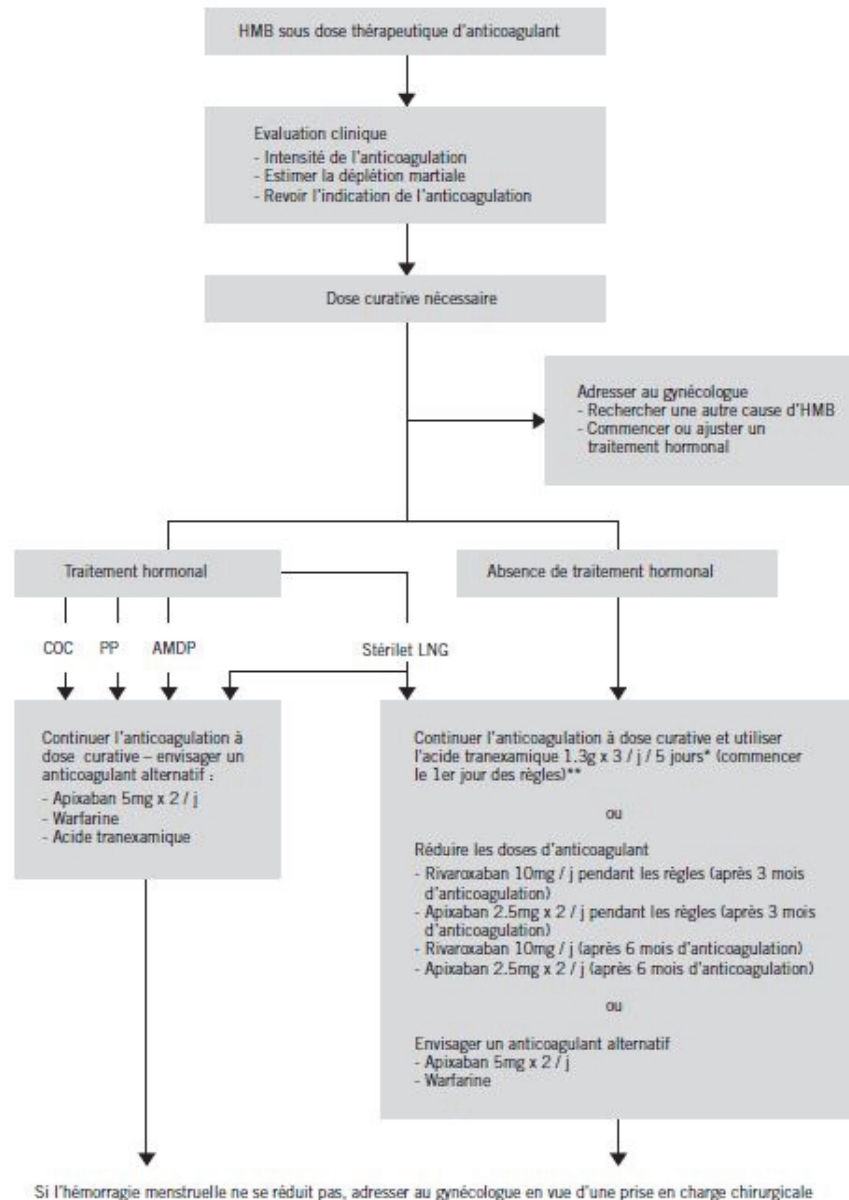 HMB sous dose thérapeutique d'anticoagulant
Evaluation clinique
- Intensité de l'anticoagulation
- Estimer la déplétion martiale
- Revoir l'indication de l'anticoagulation
Dose curative nécessaire
Adresser au gynécologue
- Rechercher une autre cause d'HMB
- Commencer ou ajuster un
traitement hormonal
Traitement hormonal
Absence de traitement hormonal
COC PP AMDP
Stérilet LNG
Continuer l'anticoagulation à
dose curative – envisager un
anticoagulant alternatif :
- Apixaban 5mg x 2 / j
- Warfarine
- Acide tranexamique
Continuer l'anticoagulation à dose curative et utiliser
l'acide tranexamique 1.3g x 3 / j / 5 jours* (commencer
le 1er jour des règles)**
ou
Réduire les doses d'anticoagulant
- Rivaroxaban 10mg / j pendant les règles (après 3 mois
d'anticoagulation)
- Apixaban 2.5mg x 2 / j pendant les règles (après 3 mois
d'anticoagulation)
- Rivaroxaban 10mg / j (après 6 mois d'anticoagulation)
- Apixaban 2.5mg x 2 / j (après 6 mois d'anticoagulation)
ou
Envisager un anticoagulant alternatif
- Apixaban 5mg x 2 / j
- Warfarine
Si l'hémorragie menstruelle ne se réduit pas, adresser au gynécologue en vue d'une prise en charge chirurgicale